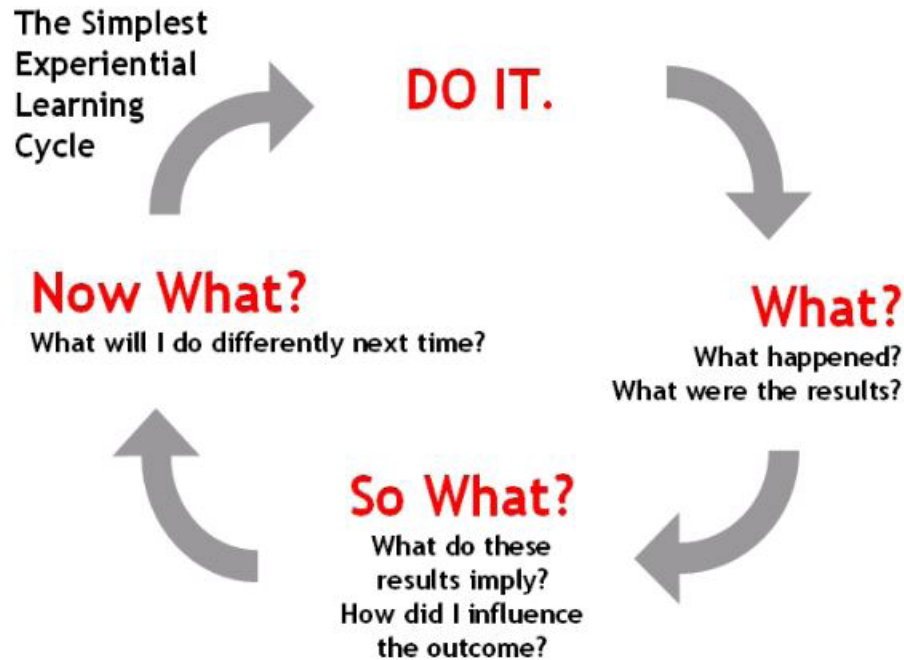 The Simplest
Experiential
Learning
Cycle
DO IT.
What?
What happened?
What were the results?
So What?
What do these
results imply?
How did I influence
the outcome?
Now What?
What will I do differently next time?